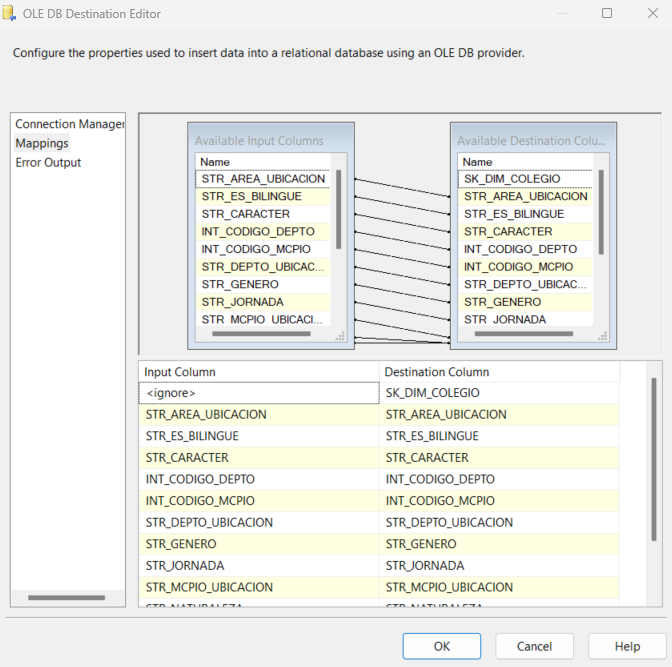 OLE DB Destination Editor
Configure the properties used to insert data into a relational database using an OLE DB provider.
Connection Manager
Mappings
Error Output
Available Input Columns
Name
STR_AREA_UBICACION
STR_ES_BILINGUE
STR_CARACTER
INT_CODIGO_DEPTO
INT_CODIGO_MCPIO
STR_DEPTO_UBICAC...
STR_GENERO
STR_JORNADA
STR_MCPIO_UBICACI...
Available Destination Colu...
Name
SK_DIM_COLEGIO
STR_AREA_UBICACION
STR_ES_BILINGUE
STR_CARACTER
INT_CODIGO_DEPTO
INT_CODIGO_MCPIO
STR_DEPTO_UBICAC...
STR_GENERO
STR_JORNADA
Input Column Destination Column
<ignore> SK_DIM_COLEGIO
STR_AREA_UBICACION STR_AREA_UBICACION
STR_ES_BILINGUE STR_ES_BILINGUE
STR_CARACTER STR_CARACTER
INT_CODIGO_DEPTO INT_CODIGO_DEPTO
INT_CODIGO_MCPIO INT_CODIGO_MCPIO
STR_DEPTO_UBICACION STR_DEPTO_UBICACION
STR_GENERO STR_GENERO
STR_JORNADA STR_JORNADA
STR_MCPIO_UBICACION STR_MCPIO_UBICACION
STR_NATURALEZA STR_NATURALEZA
OK Cancel Help